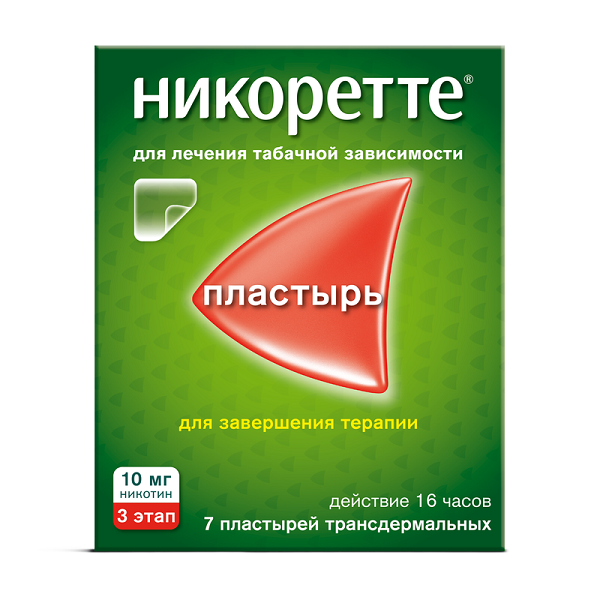 никоретте®
для лечения табачной зависимости
пластырь
для завершения терапии
10 мг
никотин
3 этап
действие 16 часов
7 пластырей трансдермальных